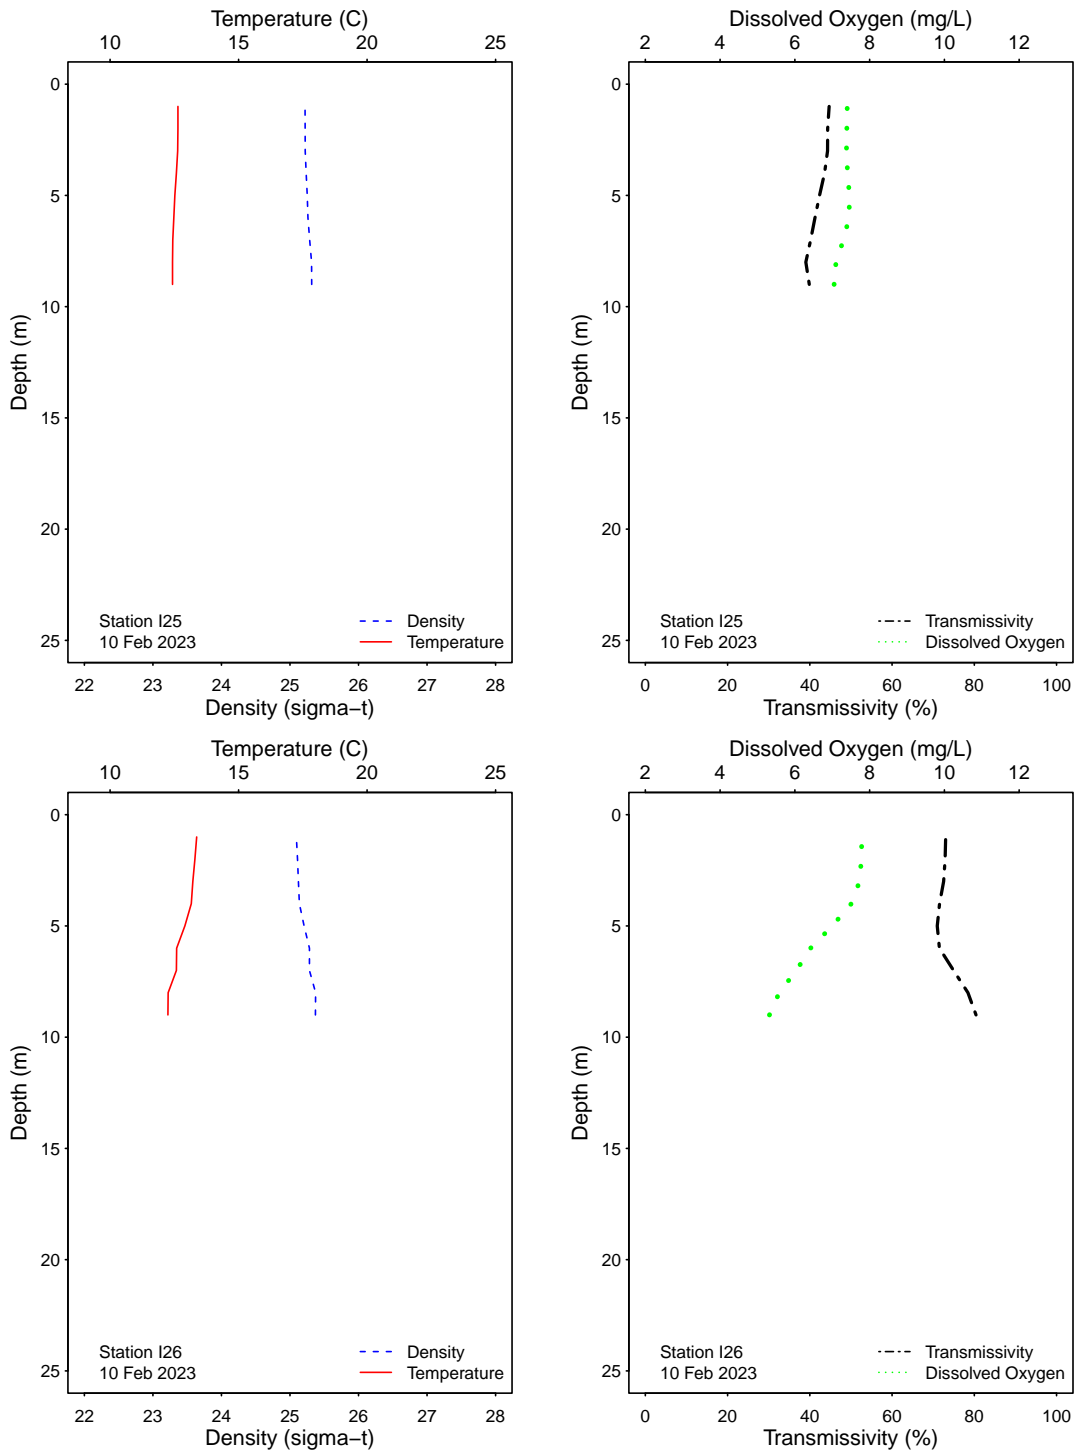 Temperature (C)
10 15 20 25
0
5
10
15
20
25
Depth (m)
Station I25
10 Feb 2023
Density
Temperature
22 23 24 25 26 27 28
Density (sigma−t)
Dissolved Oxygen (mg/L)
2 4 6 8 10 12
0
5
10
15
20
25
Depth (m)
Station I25
10 Feb 2023
Transmissivity
Dissolved Oxygen
0 20 40 60 80 100
Transmissivity (%)
Temperature (C)
10 15 20 25
0
5
10
15
20
25
Depth (m)
Station I26
10 Feb 2023
Density
Temperature
22 23 24 25 26 27 28
Density (sigma−t)
Dissolved Oxygen (mg/L)
2 4 6 8 10 12
0
5
10
15
20
25
Depth (m)
Station I26
10 Feb 2023
Transmissivity
Dissolved Oxygen
0 20 40 60 80 100
Transmissivity (%)